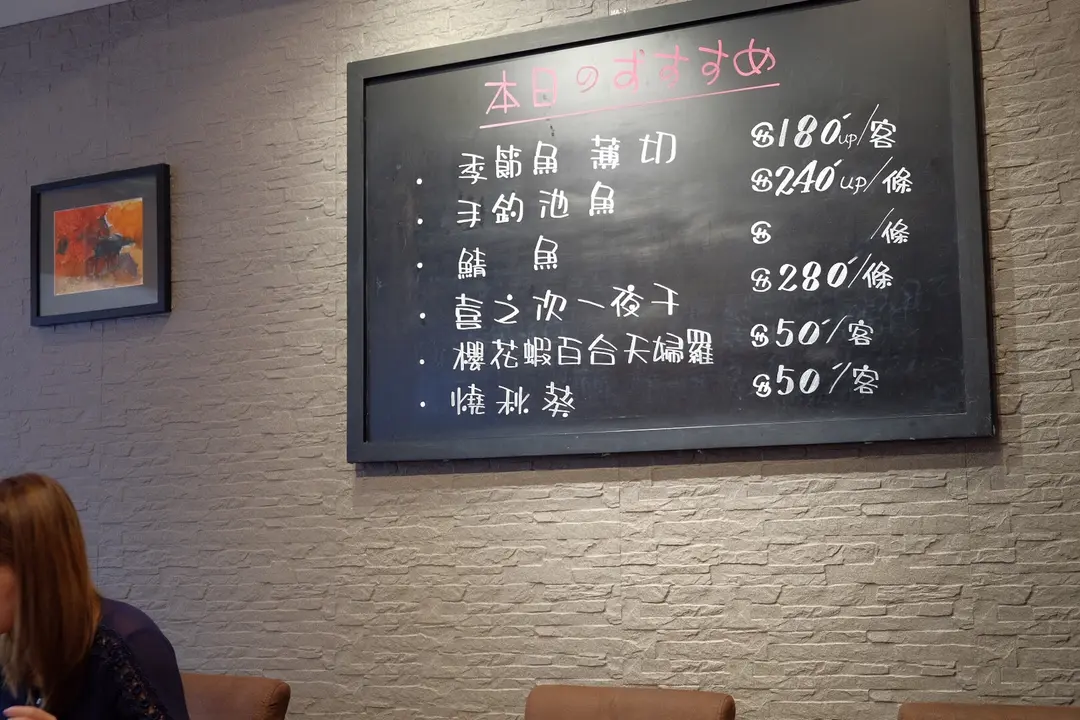 本日のおすすめ
・季節魚 薄切 $180up/客
・手釣池魚 $240up/條
・鯖 魚 $ /條
・喜之次一夜干 $280/條
・櫻花蝦百合天婦羅 $50/客
・燒秋葵 $50/客